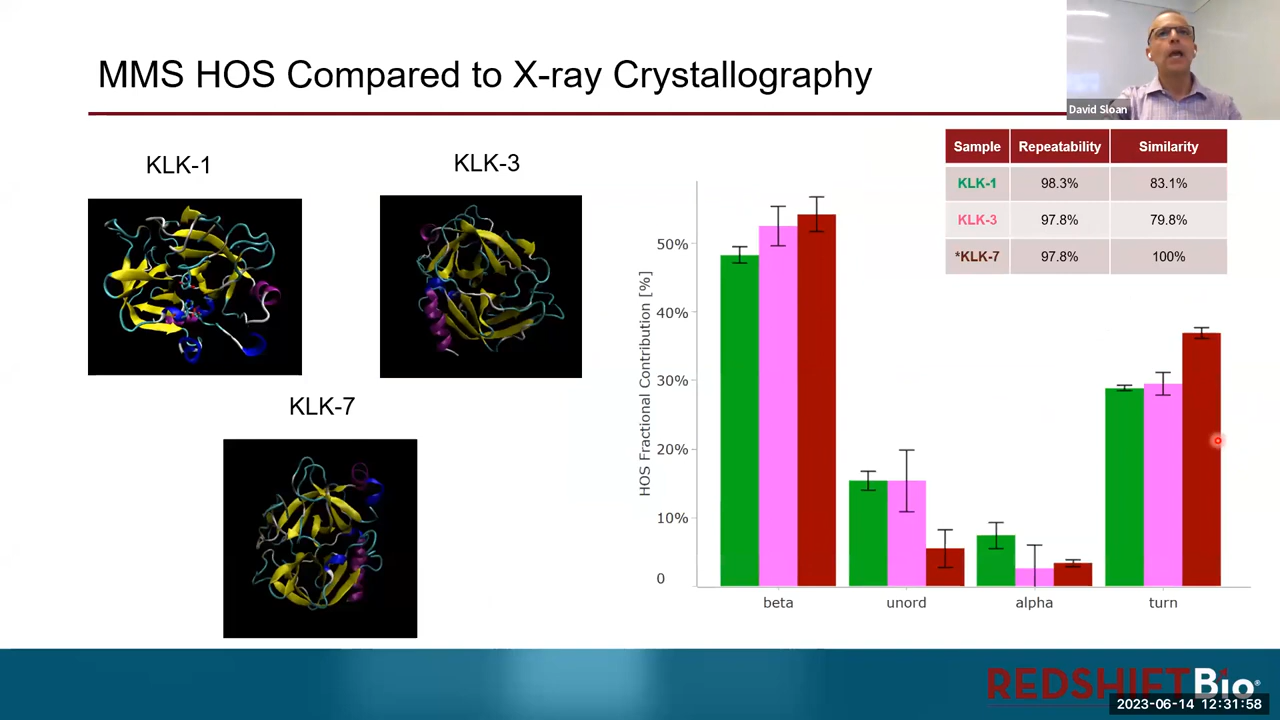 MMS HOS Compared to X-ray Crystallography
David Sloan
KLK-1
KLK-3
KLK-7
Sample Repeatability Similarity
KLK-1 98.3% 83.1%
KLK-3 97.8% 79.8%
*KLK-7 97.8% 100%
HOS Fractional Contribution [%]
50%
40%
30%
20%
10%
0
beta unord alpha turn
REDSHIFTBio®
2023-06-14 12:31:58